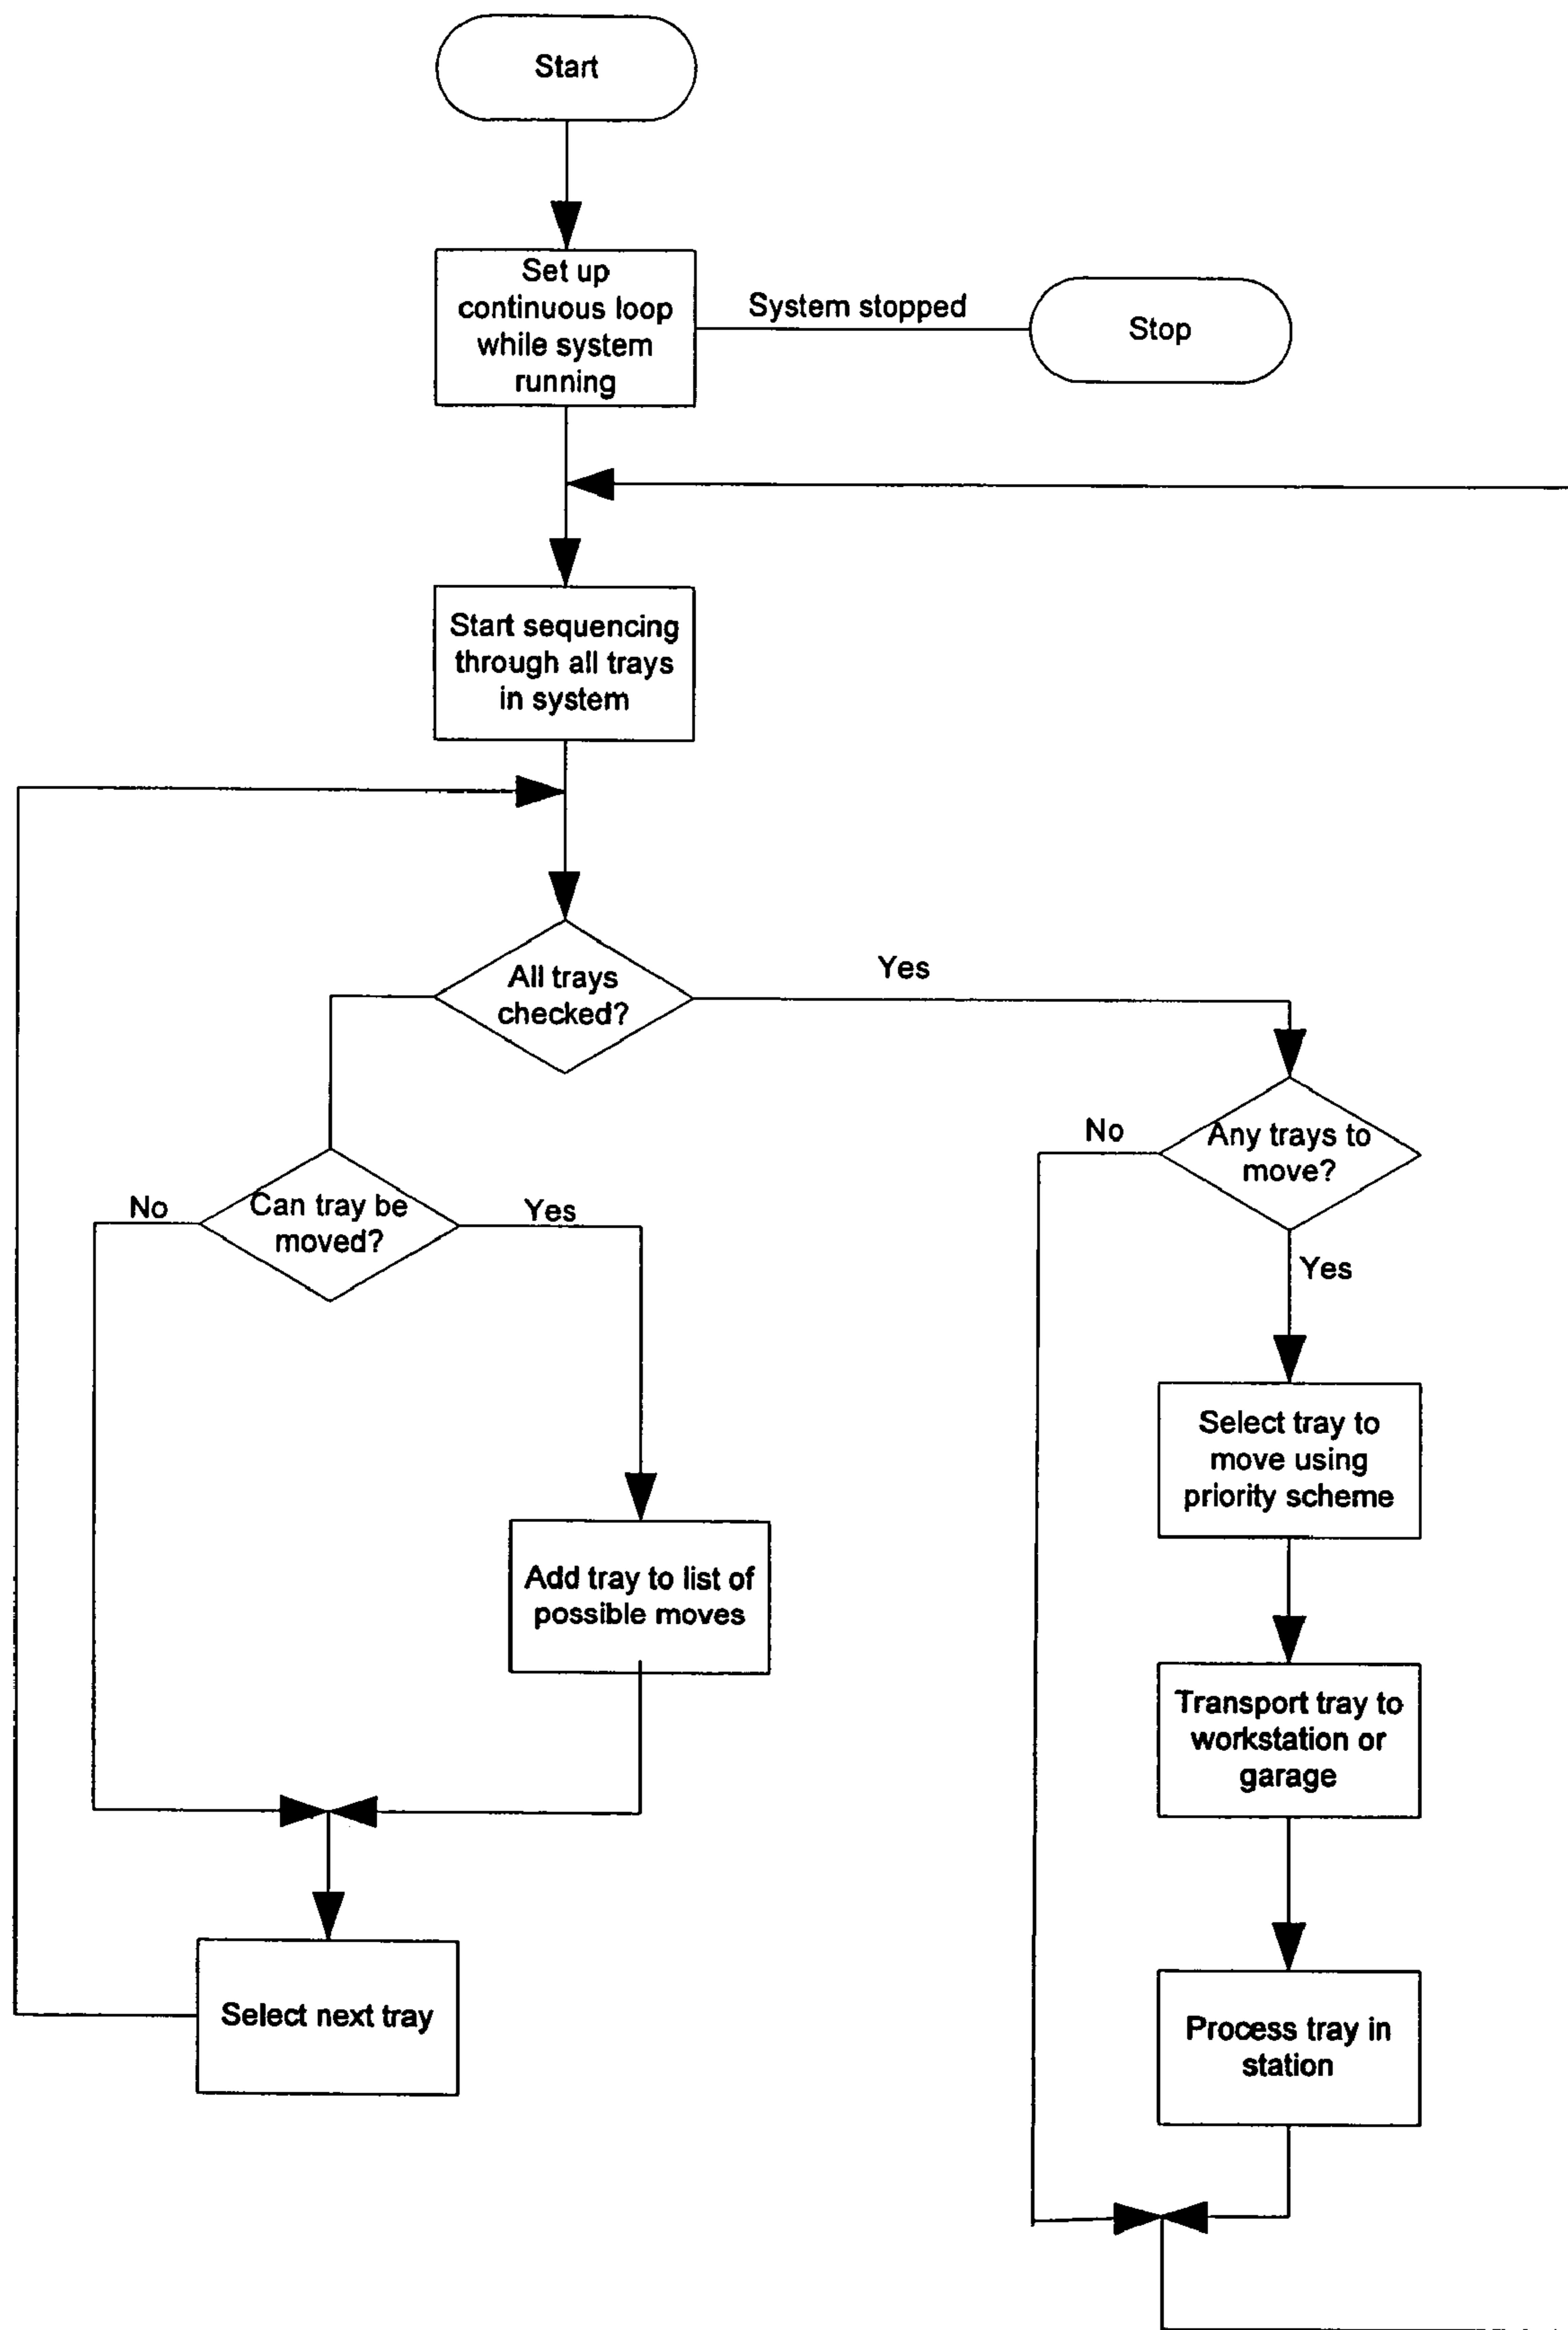 Start
Set up
continuous loop
while system
running
System stopped
Stop
Start sequencing
through all trays
in system
All trays
checked?
Yes
Any trays to
move?
No
Yes
Can tray be
moved?
No
Yes
Select tray to
move using
priority scheme
Add tray to list of
possible moves
Transport tray to
workstation or
garage
Select next tray
Process tray in
station